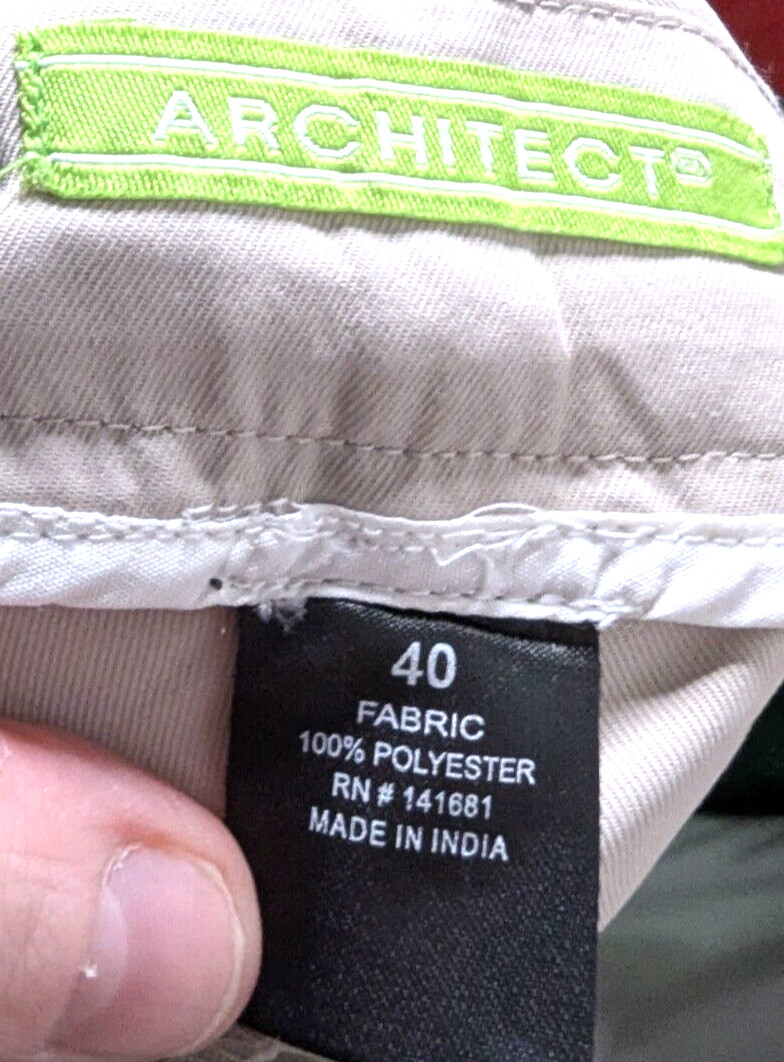 ARCHITECT®
40
FABRIC
100% POLYESTER
RN # 141681
MADE IN INDIA